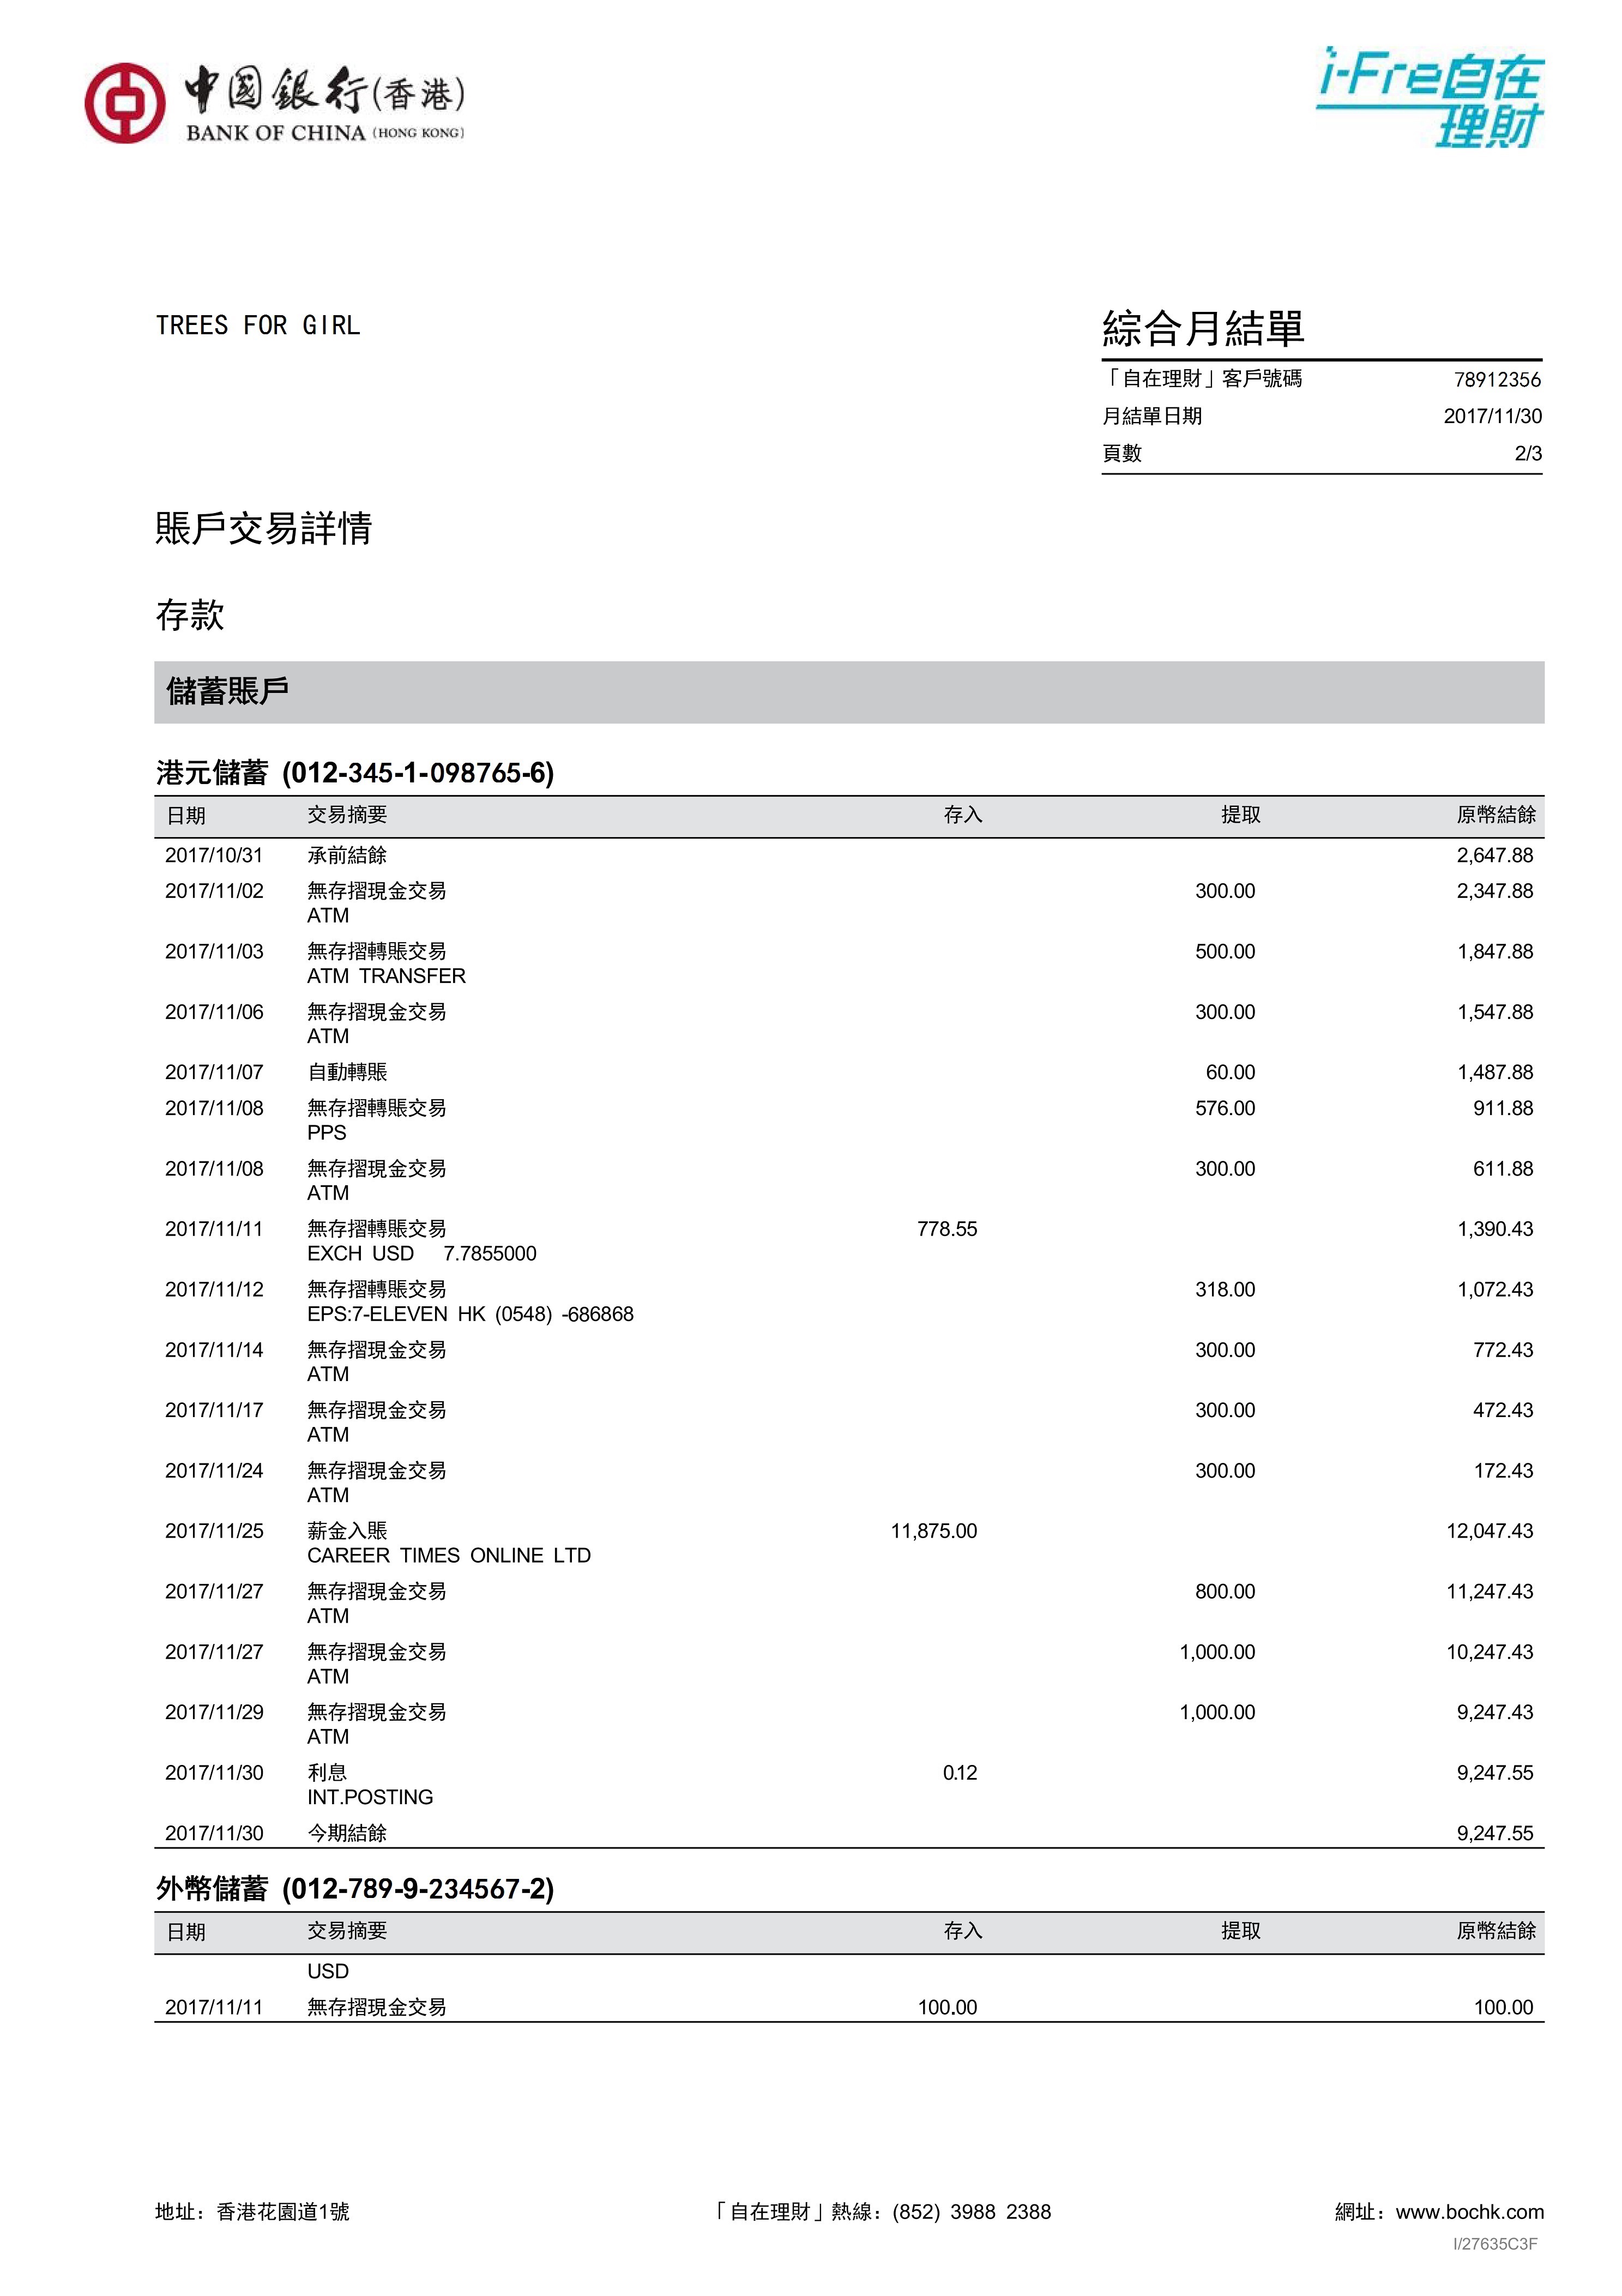 中國銀行(香港)
BANK OF CHINA (HONG KONG)
i-Free自在
理財
TREES FOR GIRL
綜合月結單
「自在理財」客戶號碼 78912356
月結單日期 2017/11/30
頁數 2/3
賬戶交易詳情
存款
儲蓄賬戶
港元儲蓄 (012-345-1-098765-6)
日期 交易摘要 存入 提取 原幣結餘
2017/10/31 承前結餘 2,647.88
2017/11/02 無存摺現金交易 300.00 2,347.88
ATM
2017/11/03 無存摺轉賬交易 500.00 1,847.88
ATM TRANSFER
2017/11/06 無存摺現金交易 300.00 1,547.88
ATM
2017/11/07 自動轉賬 60.00 1,487.88
2017/11/08 無存摺轉賬交易 576.00 911.88
PPS
2017/11/08 無存摺現金交易 300.00 611.88
ATM
2017/11/11 無存摺轉賬交易 778.55 1,390.43
EXCH USD 7.7855000
2017/11/12 無存摺轉賬交易 318.00 1,072.43
EPS:7-ELEVEN HK (0548) -686868
2017/11/14 無存摺現金交易 300.00 772.43
ATM
2017/11/17 無存摺現金交易 300.00 472.43
ATM
2017/11/24 無存摺現金交易 300.00 172.43
ATM
2017/11/25 薪金入賬 11,875.00 12,047.43
CAREER TIMES ONLINE LTD
2017/11/27 無存摺現金交易 800.00 11,247.43
ATM
2017/11/27 無存摺現金交易 1,000.00 10,247.43
ATM
2017/11/29 無存摺現金交易 1,000.00 9,247.43
ATM
2017/11/30 利息 0.12 9,247.55
INT.POSTING
2017/11/30 今期結餘 9,247.55
外幣儲蓄 (012-789-9-234567-2)
日期 交易摘要 存入 提取 原幣結餘
USD
2017/11/11 無存摺現金交易 100.00 100.00
地址：香港花園道1號 「自在理財」熱線：(852) 3988 2388 網址：www.bochk.com
I/27635C3F